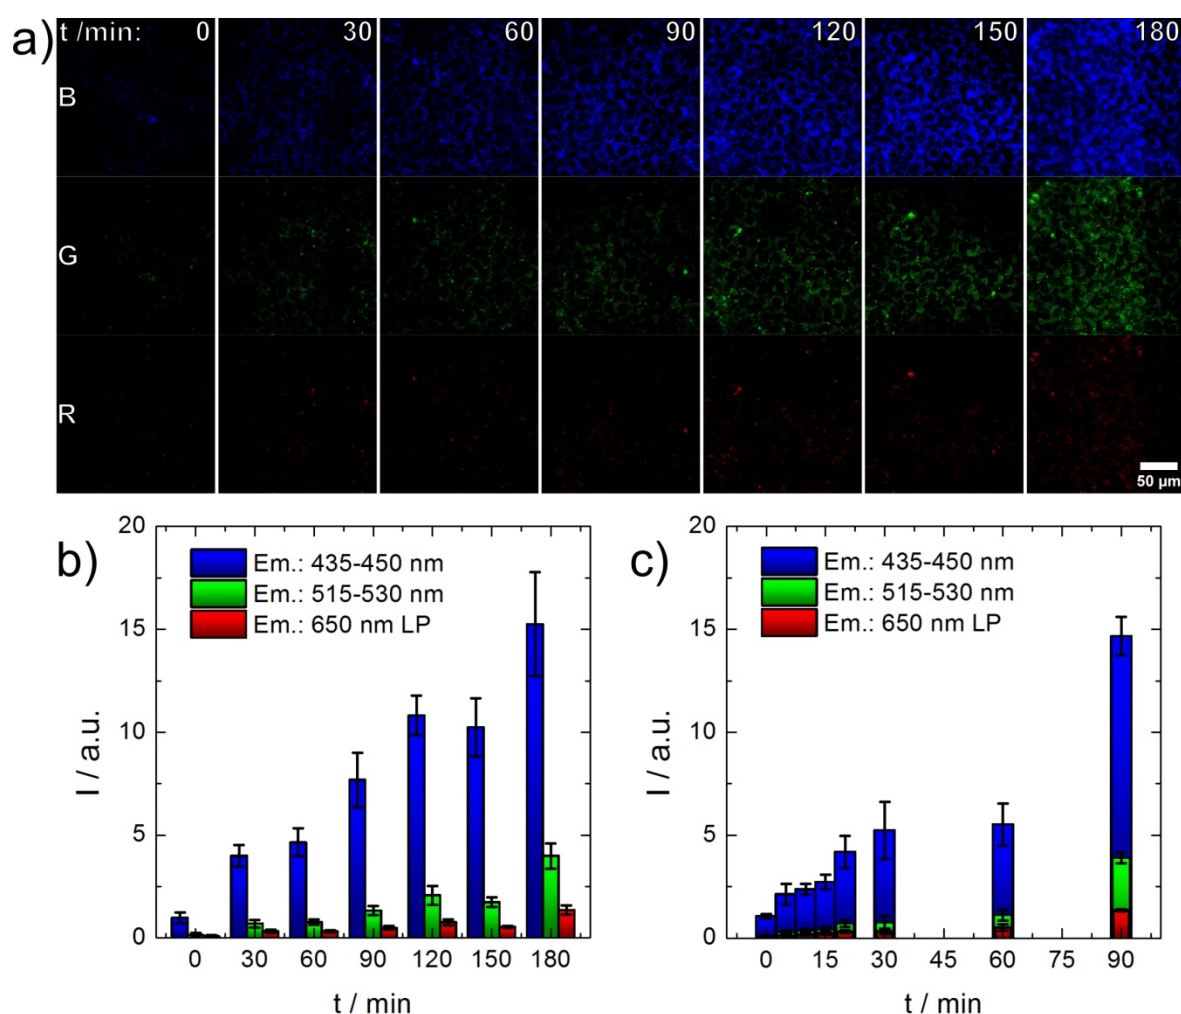 a)
t /min: 0 30 60 90 120 150 180
B
G
R
50 µm
b)
20
15
10
5
0
I / a.u.
Em.: 435-450 nm
Em.: 515-530 nm
Em.: 650 nm LP
0 30 60 90 120 150 180
t / min
c)
20
15
10
5
0
I / a.u.
Em.: 435-450 nm
Em.: 515-530 nm
Em.: 650 nm LP
0 15 30 45 60 75 90
t / min